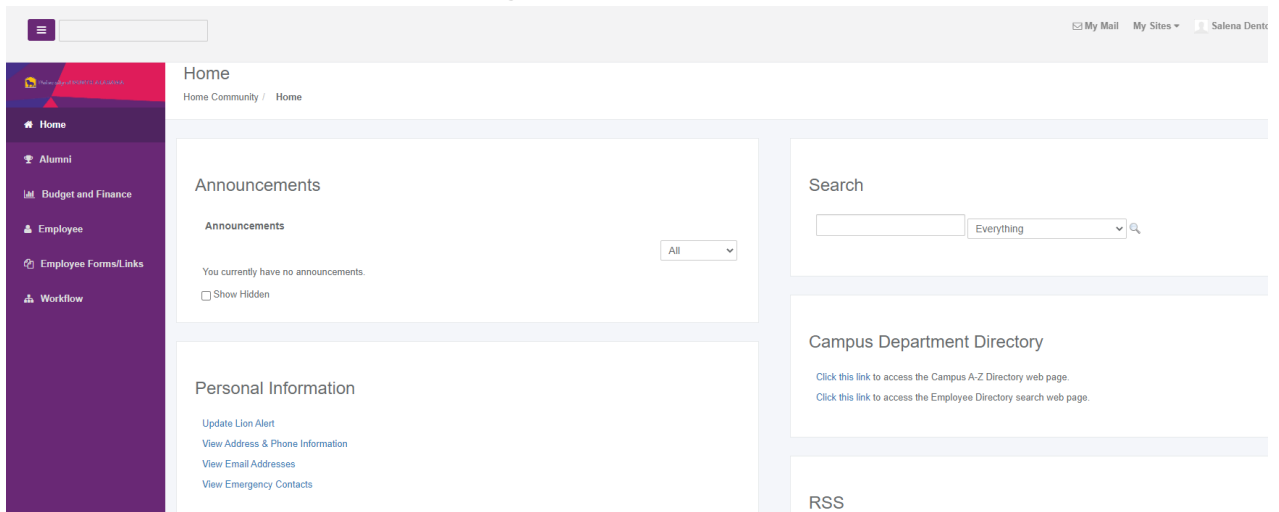 My Mail My Sites Salena Dento
Home
Home Community / Home
Home
Alumni
Budget and Finance
Employee
Employee Forms/Links
Workflow
Announcements
Announcements
All
You currently have no announcements.
Show Hidden
Personal Information
Update Lion Alert
View Address & Phone Information
View Email Addresses
View Emergency Contacts
Search
Everything
Campus Department Directory
Click this link to access the Campus A-Z Directory web page.
Click this link to access the Employee Directory search web page.
RSS